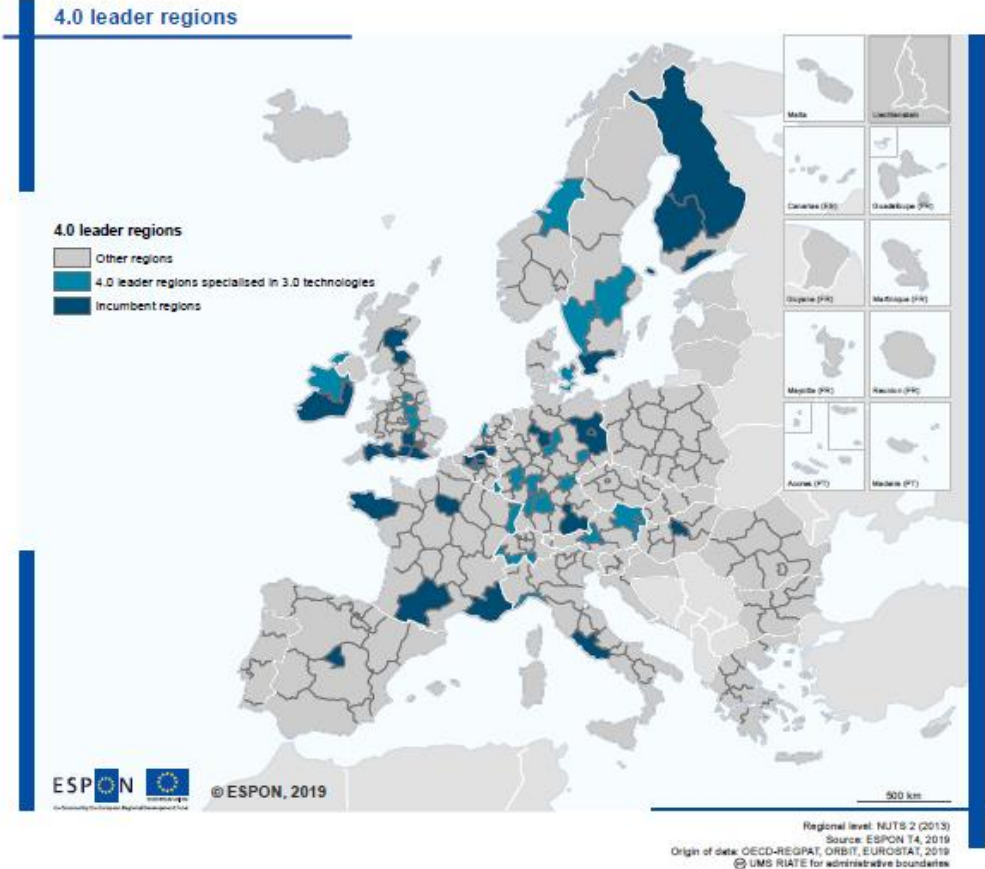 4.0 leader regions
4.0 leader regions
Other regions
4.0 leader regions specialised in 3.0 technologies
Incumbent regions
Malta
Liechtenstein
Canarias (ES)
Guadeloupe (FR)
Guyane (FR)
Martinique (FR)
Mayotte (FR)
Reunion (FR)
Acores (PT)
Madeira (PT)
ESPON
© ESPON, 2019
500 km
Regional level: NUTS 2 (2013)
Source: ESPON T4, 2019
Origin of data: OECD-REGPAT, ORBIT, EUROSTAT, 2019
UMS RIATE for administrative boundaries